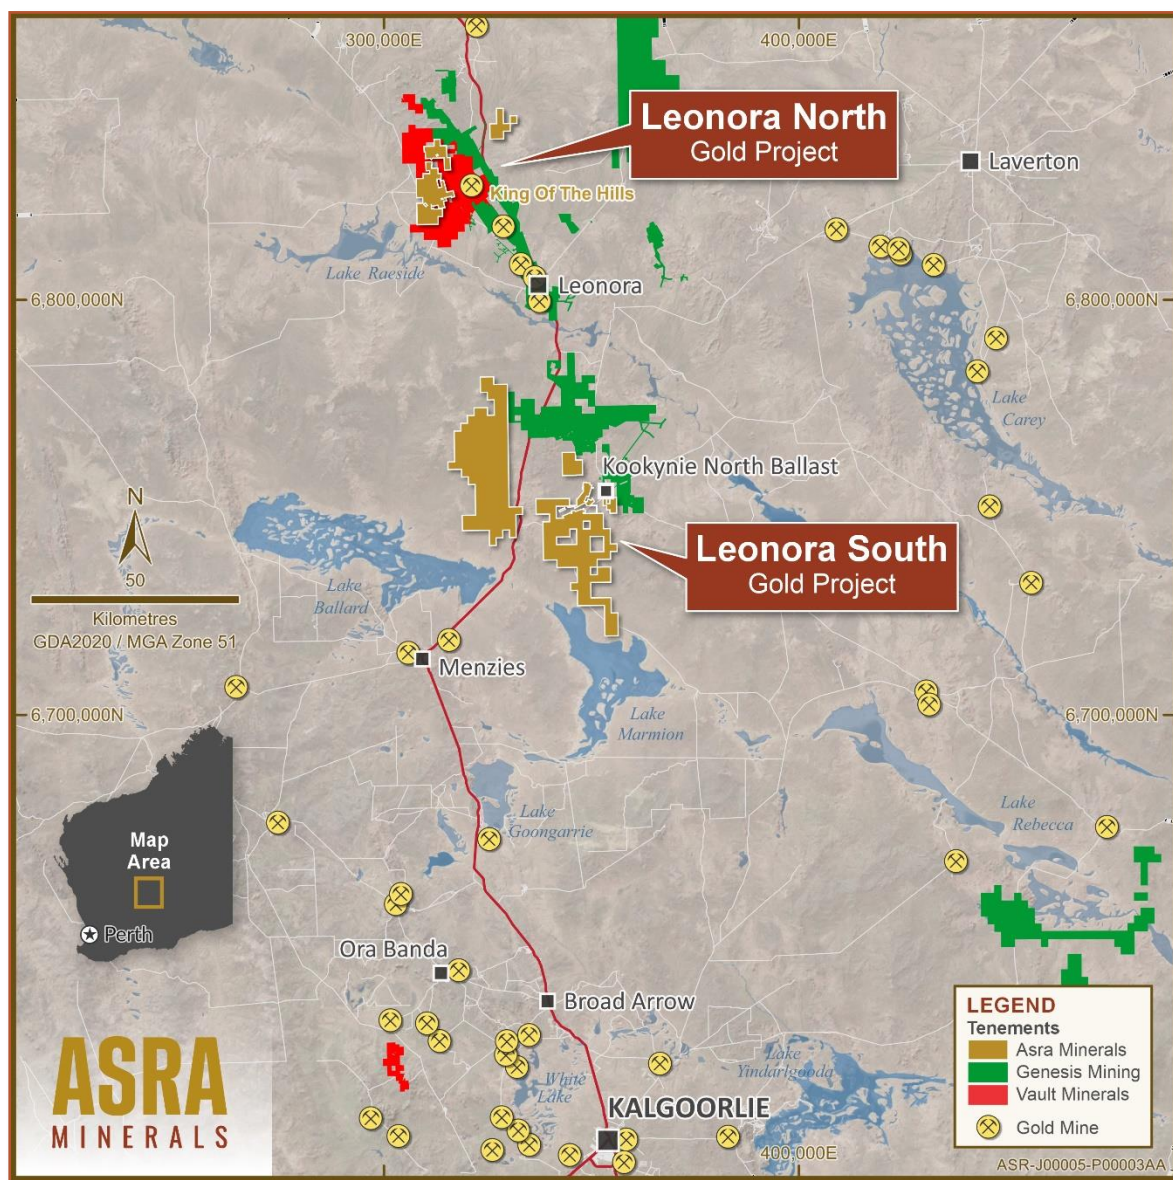 300,000E
400,000E
Leonora North
Gold Project
Laverton
King Of The Hills
Lake Raeside
Leonora
6,800,000N
6,800,000N
Lake
Carey
Kookynie North Ballast
N
50
Kilometres
GDA2020 / MGA Zone 51
Leonora South
Gold Project
Lake
Ballard
Menzies
6,700,000N
6,700,000N
Lake
Marmion
Lake
Goongarrie
Lake
Rebecca
Map
Area
Perth
Ora Banda
Broad Arrow
LEGEND
Tenements
Asra Minerals
Genesis Mining
Vault Minerals
Gold Mine
ASRA
MINERALS
White
Lake
Lake
Yindarlgooda
KALGOORLIE
400,000E
ASR-J00005-P00003AA